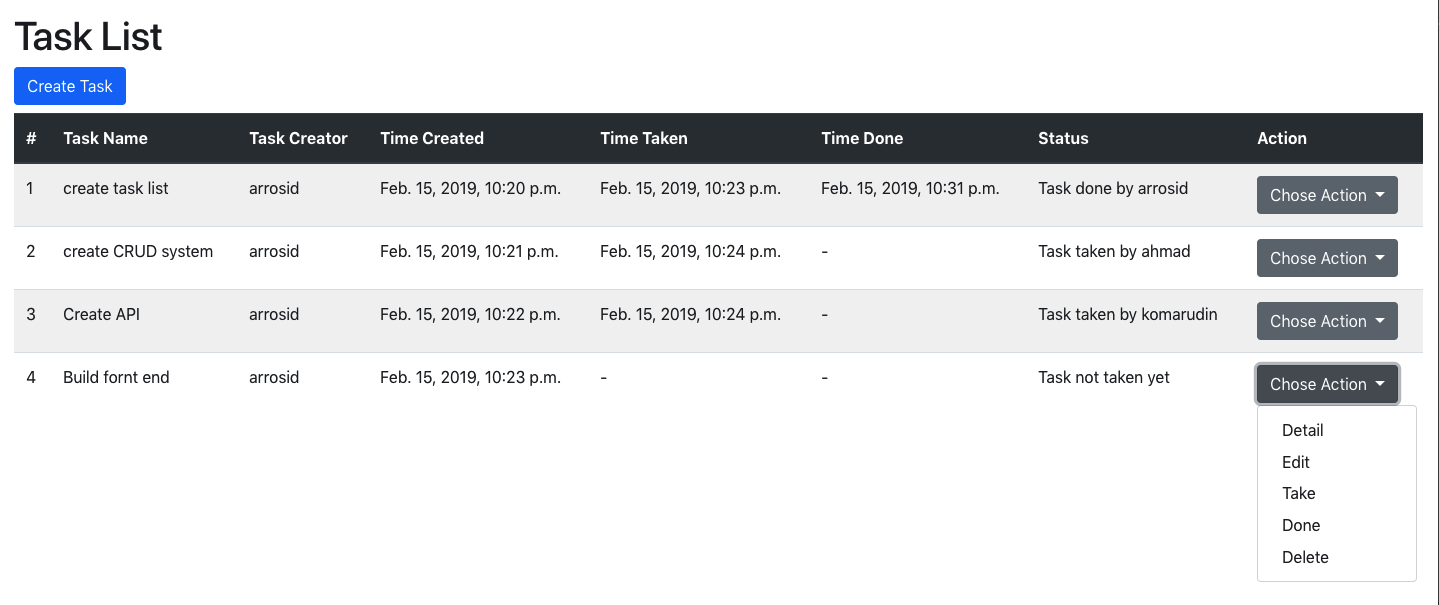 Task List
Create Task
# Task Name Task Creator Time Created Time Taken Time Done Status Action
1 create task list arrosid Feb. 15, 2019, 10:20 p.m. Feb. 15, 2019, 10:23 p.m. Feb. 15, 2019, 10:31 p.m. Task done by arrosid Chose Action
2 create CRUD system arrosid Feb. 15, 2019, 10:21 p.m. Feb. 15, 2019, 10:24 p.m. - Task taken by ahmad Chose Action
3 Create API arrosid Feb. 15, 2019, 10:22 p.m. Feb. 15, 2019, 10:24 p.m. - Task taken by komarudin Chose Action
4 Build fornt end arrosid Feb. 15, 2019, 10:23 p.m. - - Task not taken yet Chose Action
Detail
Edit
Take
Done
Delete